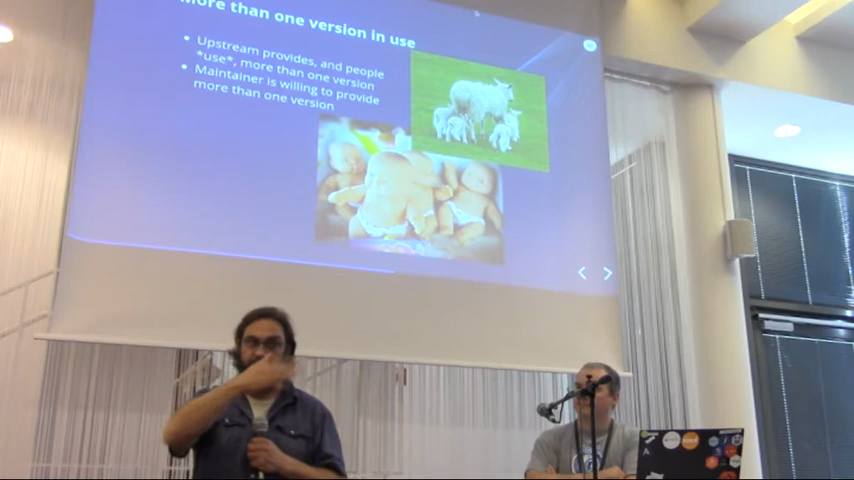 More than one version in use
• Upstream provides, and people
*use*, more than one version
• Maintainer is willing to provide
more than one version